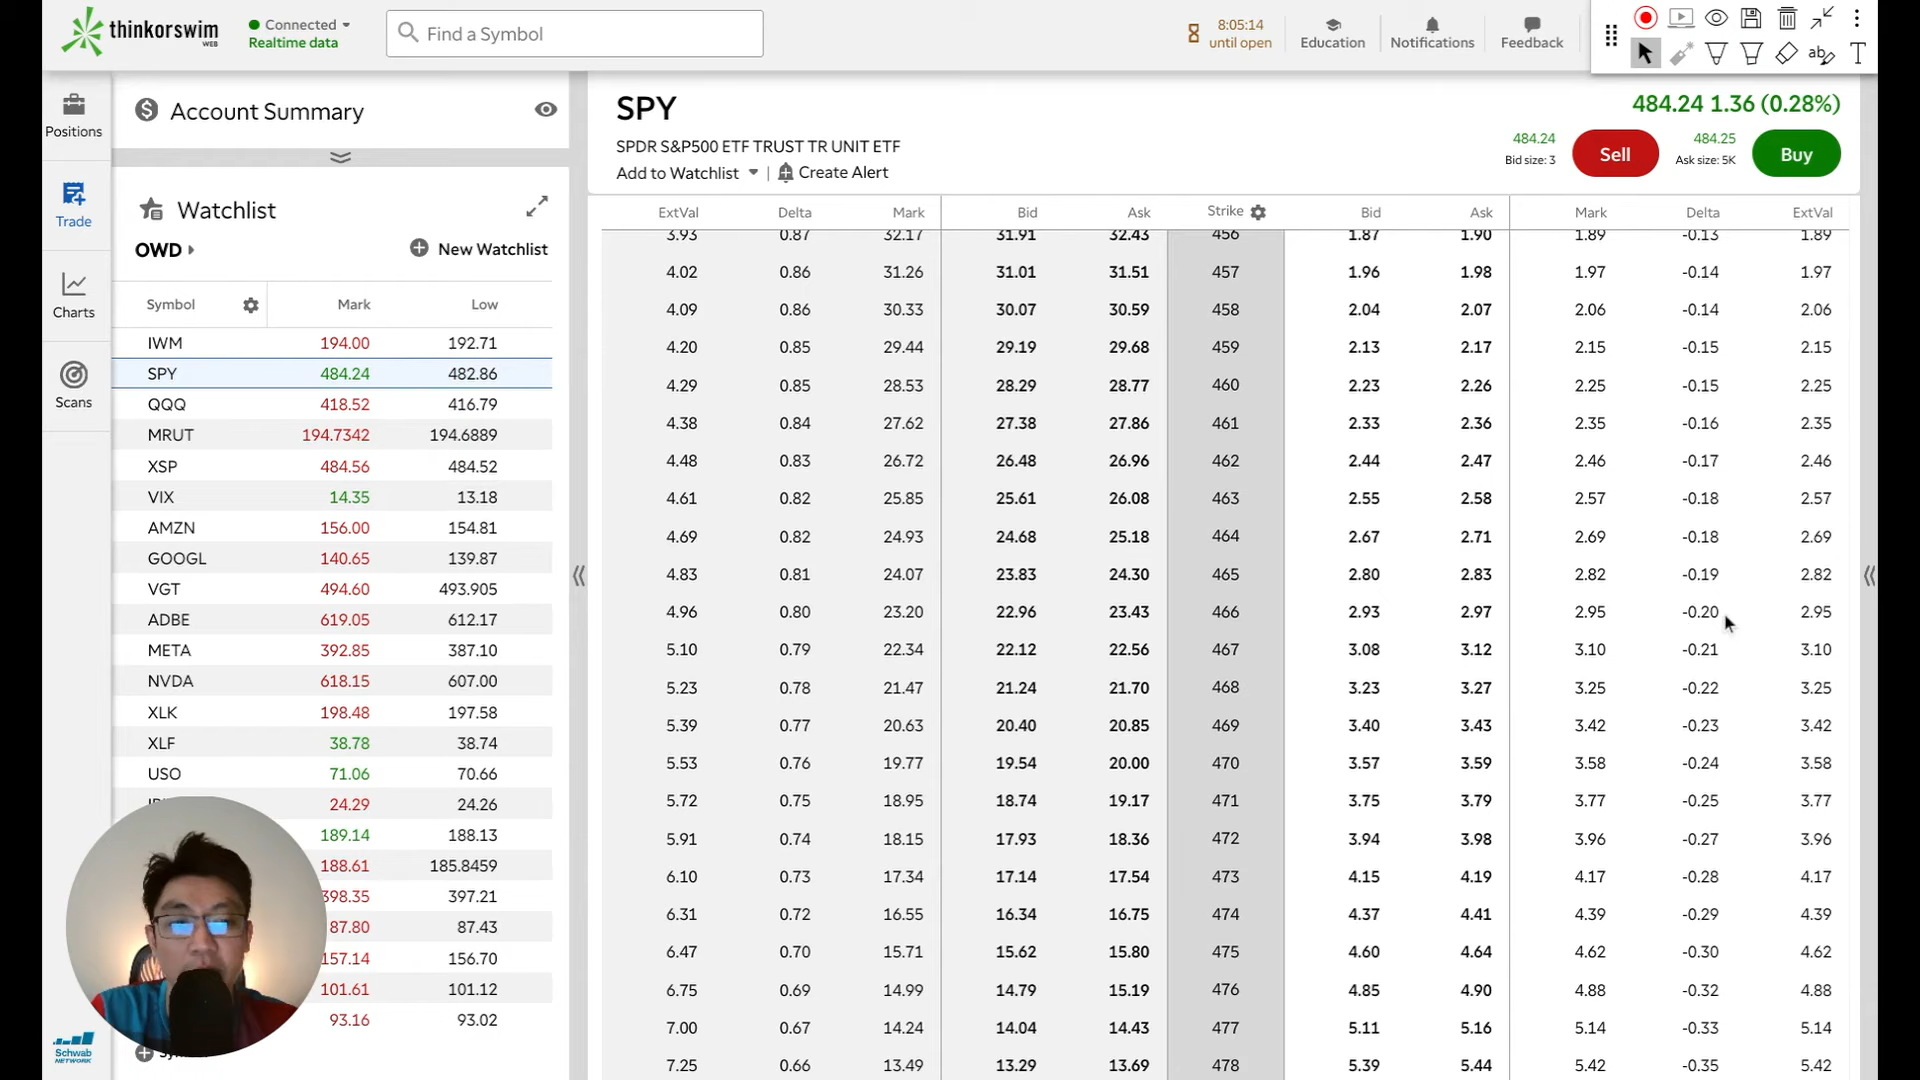 thinkorswim WEB
Connected
Realtime data
Find a Symbol
8:05:14
until open
Education
Notifications
Feedback
T
Positions
Trade
Charts
Scans
Account Summary
Watchlist
OWD
New Watchlist
Symbol Mark Low
IWM 194.00 192.71
SPY 484.24 482.86
QQQ 418.52 416.79
MRUT 194.7342 194.6889
XSP 484.56 484.52
VIX 14.35 13.18
AMZN 156.00 154.81
GOOGL 140.65 139.87
VGT 494.60 493.905
ADBE 619.05 612.17
META 392.85 387.10
NVDA 618.15 607.00
XLK 198.48 197.58
XLF 38.78 38.74
USO 71.06 70.66
24.29 24.26
189.14 188.13
188.61 185.8459
398.35 397.21
87.80 87.43
157.14 156.70
101.61 101.12
93.16 93.02
Schwab
NETWORK
SPY
SPDR S&P500 ETF TRUST TR UNIT ETF
Add to Watchlist | Create Alert
484.24 1.36 (0.28%)
484.24
Bid size: 3
Sell
484.25
Ask size: 5K
Buy
ExtVal Delta Mark Bid Ask Strike Bid Ask Mark Delta ExtVal
3.93 0.87 32.17 31.91 32.43 456 1.87 1.90 1.89 -0.13 1.89
4.02 0.86 31.26 31.01 31.51 457 1.96 1.98 1.97 -0.14 1.97
4.09 0.86 30.33 30.07 30.59 458 2.04 2.07 2.06 -0.14 2.06
4.20 0.85 29.44 29.19 29.68 459 2.13 2.17 2.15 -0.15 2.15
4.29 0.85 28.53 28.29 28.77 460 2.23 2.26 2.25 -0.15 2.25
4.38 0.84 27.62 27.38 27.86 461 2.33 2.36 2.35 -0.16 2.35
4.48 0.83 26.72 26.48 26.96 462 2.44 2.47 2.46 -0.17 2.46
4.61 0.82 25.85 25.61 26.08 463 2.55 2.58 2.57 -0.18 2.57
4.69 0.82 24.93 24.68 25.18 464 2.67 2.71 2.69 -0.18 2.69
4.83 0.81 24.07 23.83 24.30 465 2.80 2.83 2.82 -0.19 2.82
4.96 0.80 23.20 22.96 23.43 466 2.93 2.97 2.95 -0.20 2.95
5.10 0.79 22.34 22.12 22.56 467 3.08 3.12 3.10 -0.21 3.10
5.23 0.78 21.47 21.24 21.70 468 3.23 3.27 3.25 -0.22 3.25
5.39 0.77 20.63 20.40 20.85 469 3.40 3.43 3.42 -0.23 3.42
5.53 0.76 19.77 19.54 20.00 470 3.57 3.59 3.58 -0.24 3.58
5.72 0.75 18.95 18.74 19.17 471 3.75 3.79 3.77 -0.25 3.77
5.91 0.74 18.15 17.93 18.36 472 3.94 3.98 3.96 -0.27 3.96
6.10 0.73 17.34 17.14 17.54 473 4.15 4.19 4.17 -0.28 4.17
6.31 0.72 16.55 16.34 16.75 474 4.37 4.41 4.39 -0.29 4.39
6.47 0.70 15.71 15.62 15.80 475 4.60 4.64 4.62 -0.30 4.62
6.75 0.69 14.99 14.79 15.19 476 4.85 4.90 4.88 -0.32 4.88
7.00 0.67 14.24 14.04 14.43 477 5.11 5.16 5.14 -0.33 5.14
7.25 0.66 13.49 13.29 13.69 478 5.39 5.44 5.42 -0.35 5.42